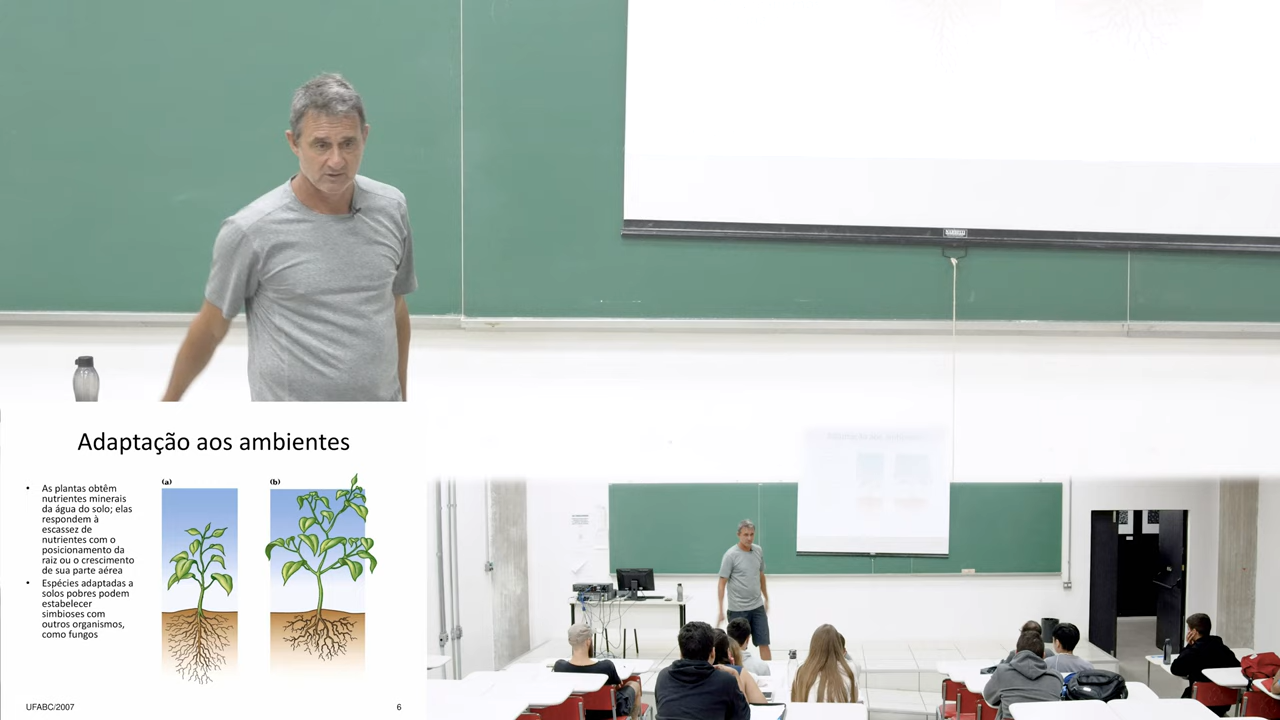 Adaptação aos ambientes
• As plantas obtêm
nutrientes minerais
da água do solo; elas
respondem à
escassez de
nutrientes com o
posicionamento da
raiz ou o crescimento
de sua parte aérea
• Espécies adaptadas a
solos pobres podem
estabelecer
simbioses com
outros organismos,
como fungos
(a)
(b)
UFABC/2007
6